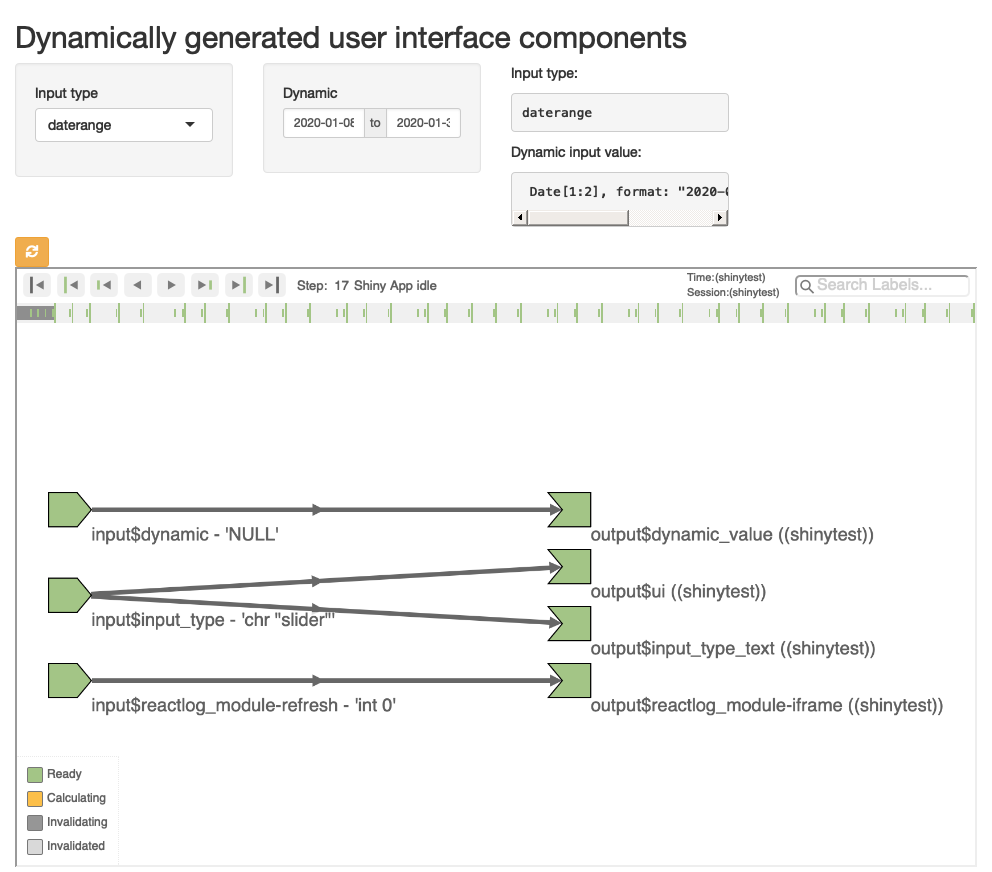 Dynamically generated user interface components
Input type
daterange
Dynamic
2020-01-08 to 2020-01-3
Input type:
daterange
Dynamic input value:
Date[1:2], format: "2020-0
Step: 17 Shiny App idle
Time:(shinytest)
Session:(shinytest)
Search Labels...
input$dynamic - 'NULL'
output$dynamic_value ((shinytest))
output$ui ((shinytest))
input$input_type - 'chr "slider"'
output$input_type_text ((shinytest))
input$reactlog_module-refresh - 'int 0'
output$reactlog_module-iframe ((shinytest))
Ready
Calculating
Invalidating
Invalidated